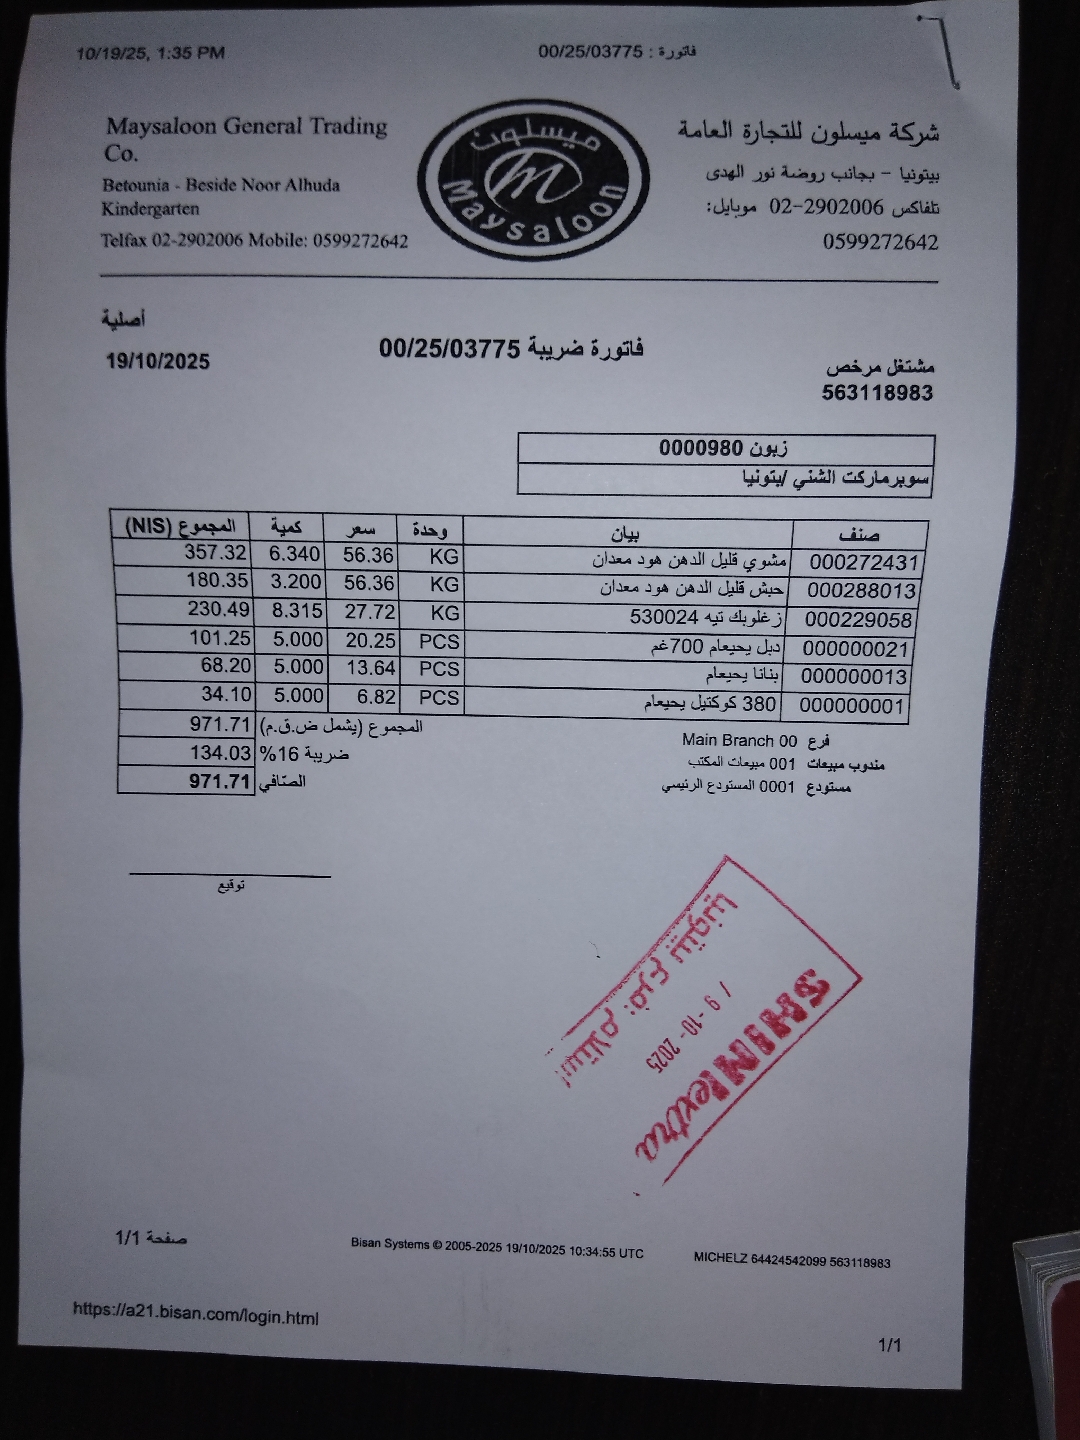 10/19/25, 1:35 PM
فاتورة : 00/25/03775
Maysaloon General Trading
Co.
Betounia - Beside Noor Alhuda
Kindergarten
Telfax 02-2902006 Mobile: 0599272642
ميسلون
Maysaloon
شركة ميسلون للتجارة العامة
بيتونيا - بجانب روضة نور الهدى
تلفاكس 02-2902006 موبايل:
0599272642
أصلية
19/10/2025
فاتورة ضريبة 00/25/03775
مشتغل مرخص
563118983
زبون 0000980
سوبرماركت الشني /بتونيا
صنف بيان وحدة سعر كمية المجموع (NIS)
000272431 مشوي قليل الدهن هود معدان KG 56.36 6.340 357.32
000288013 حبش قليل الدهن هود معدان KG 56.36 3.200 180.35
000229058 زغلوبك تيه 530024 KG 27.72 8.315 230.49
000000021 دبل يحيعام 700غم PCS 20.25 5.000 101.25
000000013 بنانا يحيعام PCS 13.64 5.000 68.20
000000001 380 كوكتيل يحيعام PCS 6.82 5.000 34.10
المجموع (يشمل ض.ق.م) 971.71
ضريبة 16% 134.03
الصّافي 971.71
فرع 00 Main Branch
مندوب مبيعات 001 مبيعات المكتب
مستودع 0001 المستودع الرئيسي
توقيع
SHINIextra
19-10-2025
استلام: فرع بيتونيا
صفحة 1/1
Bisan Systems © 2005-2025 19/10/2025 10:34:55 UTC
MICHELZ 64424542099 563118983
https://a21.bisan.com/login.html
1/1